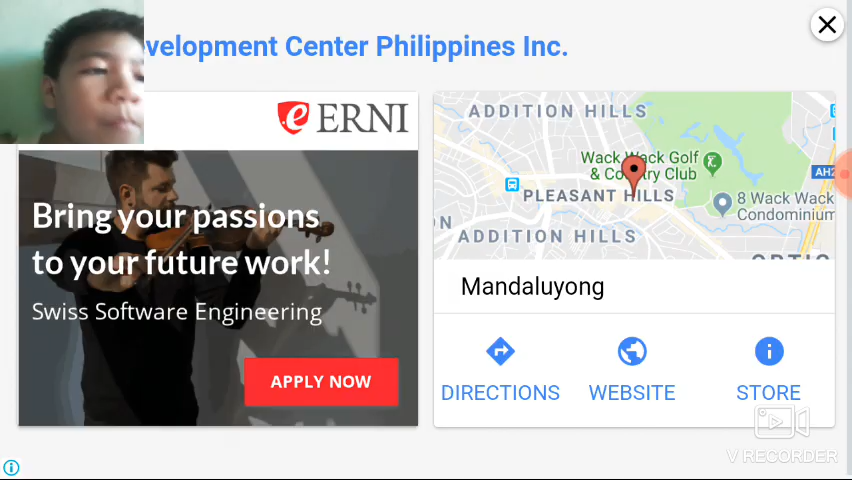 velopment Center Philippines Inc.
ERNI
Bring your passions
to your future work!
Swiss Software Engineering
APPLY NOW
ADDITION HILLS
Wack Wack Golf
& Country Club
AH2
PLEASANT HILLS
8 Wack Wack
Condominium
ADDITION HILLS
Mandaluyong
DIRECTIONS
WEBSITE
STORE
V RECORDER